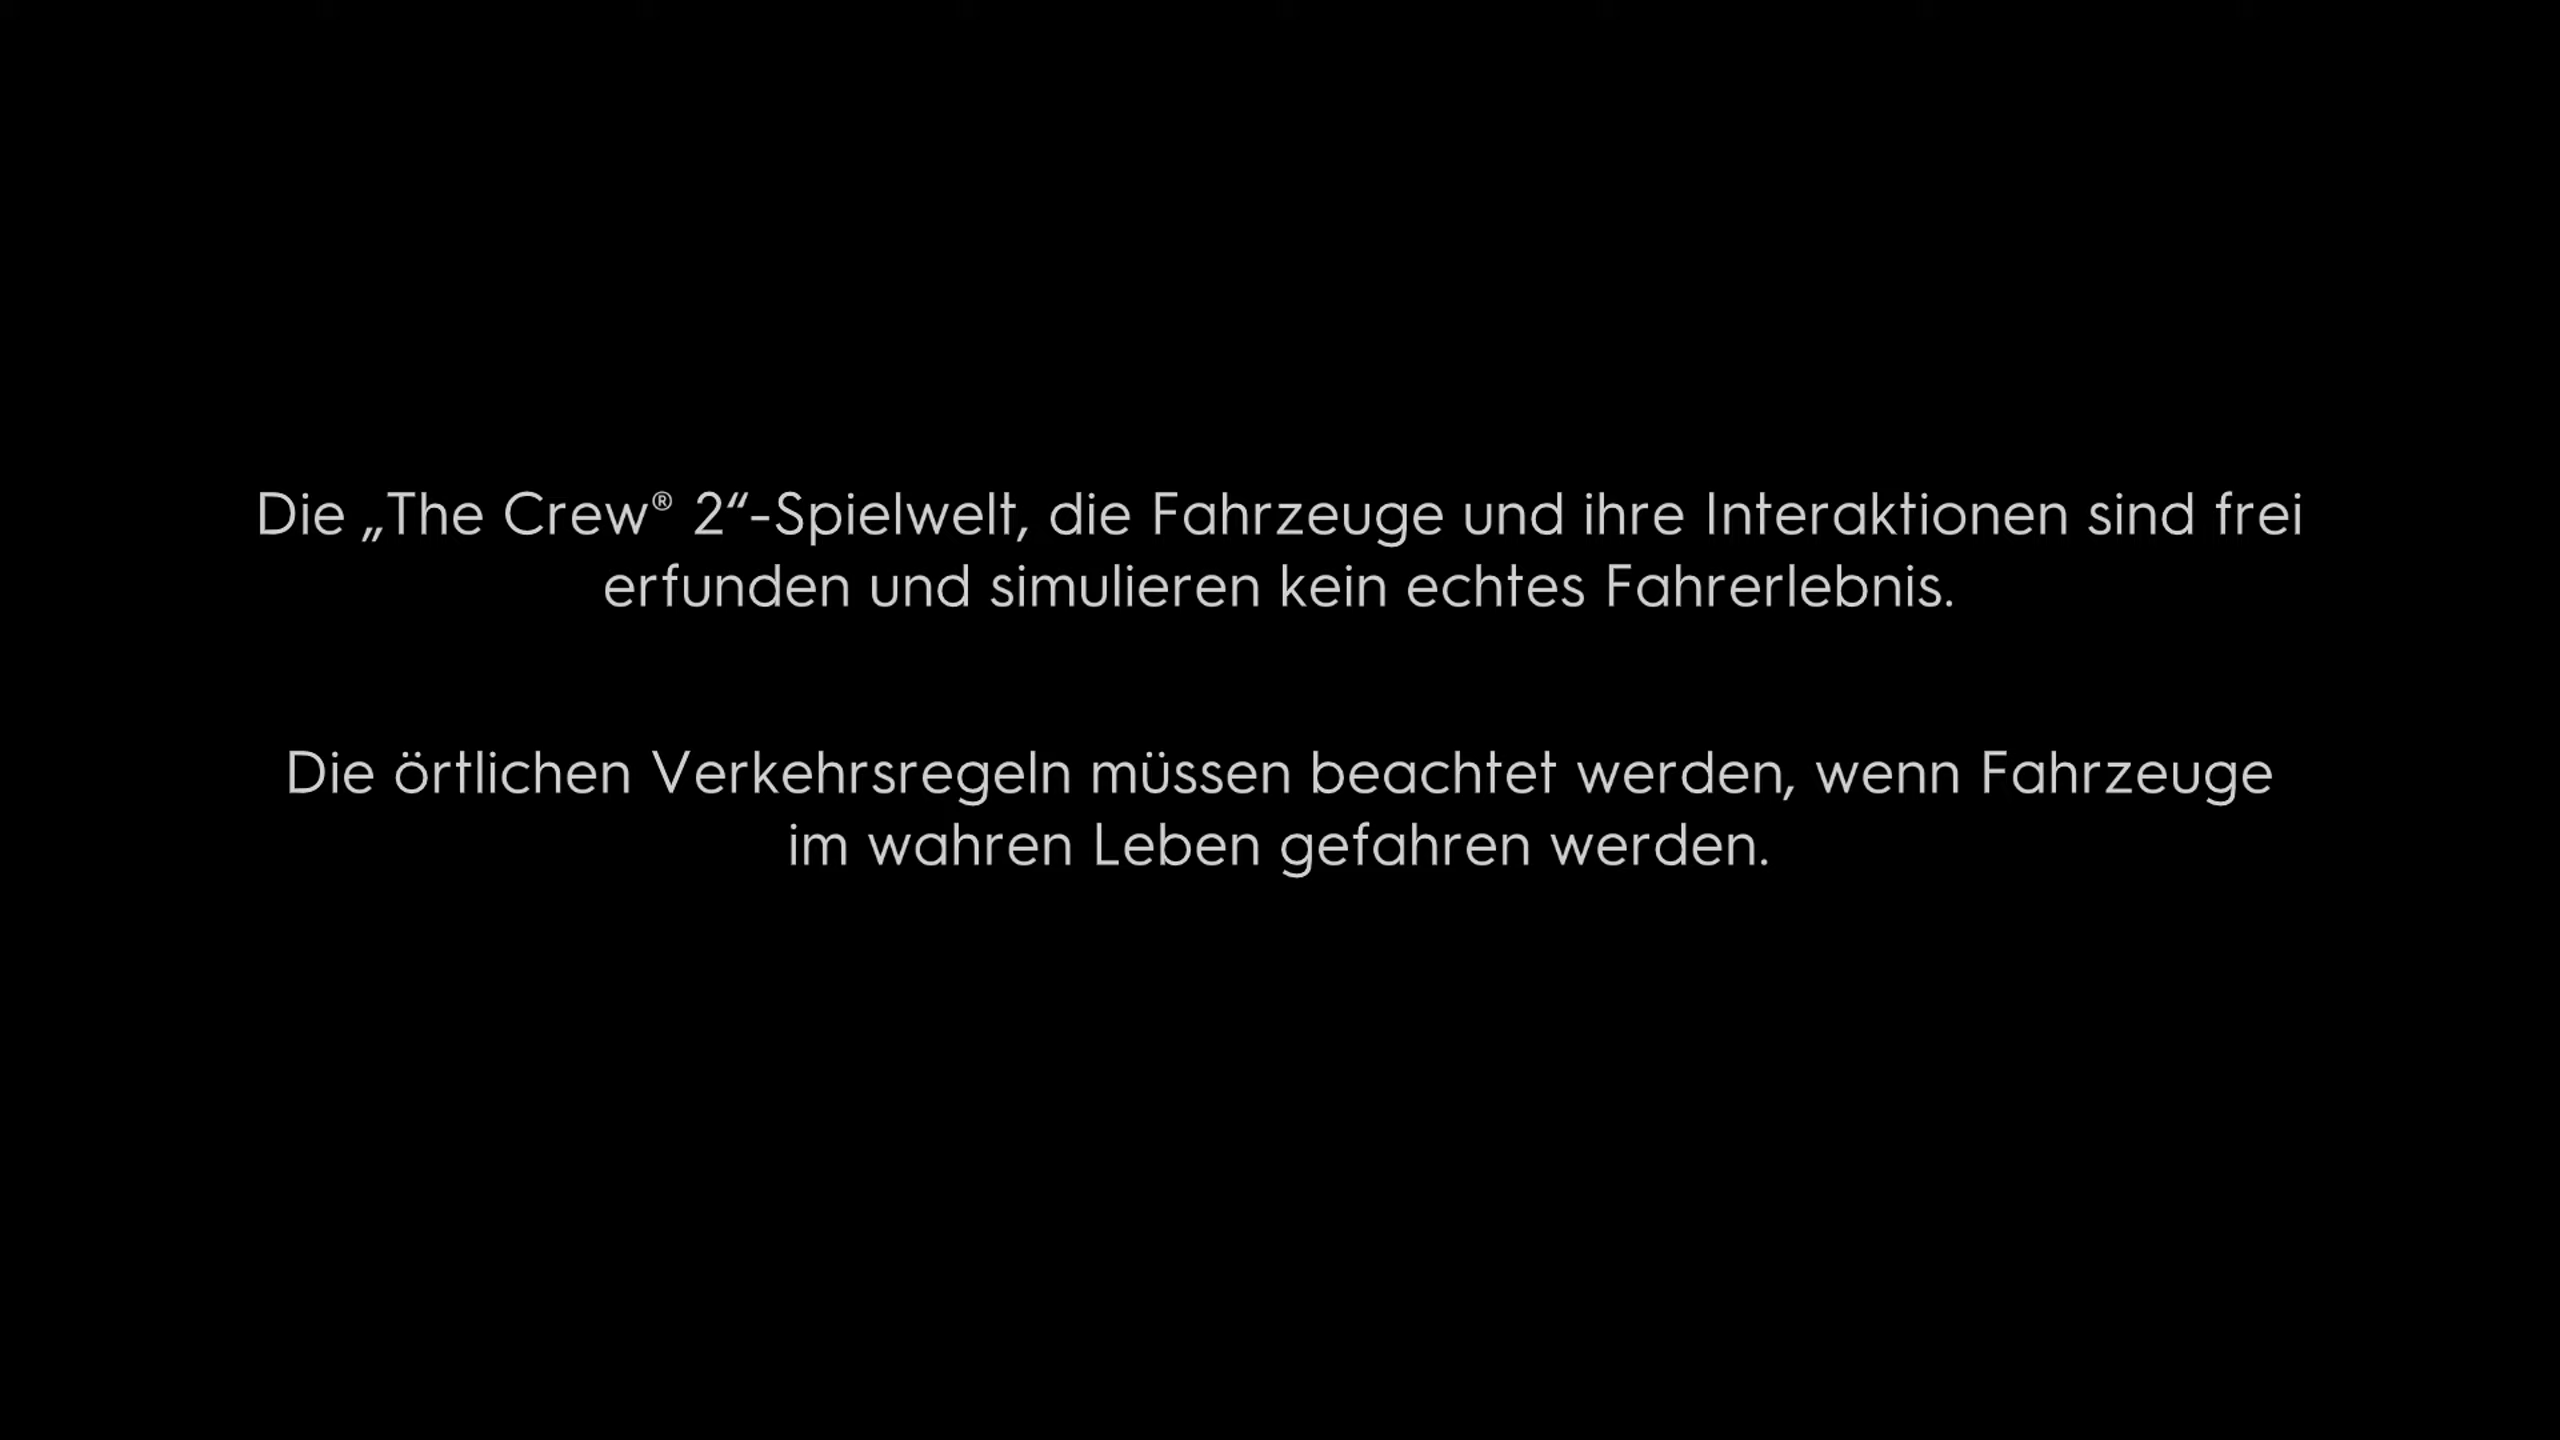 Die „The Crew® 2“-Spielwelt, die Fahrzeuge und ihre Interaktionen sind frei
erfunden und simulieren kein echtes Fahrerlebnis.
Die örtlichen Verkehrsregeln müssen beachtet werden, wenn Fahrzeuge
im wahren Leben gefahren werden.